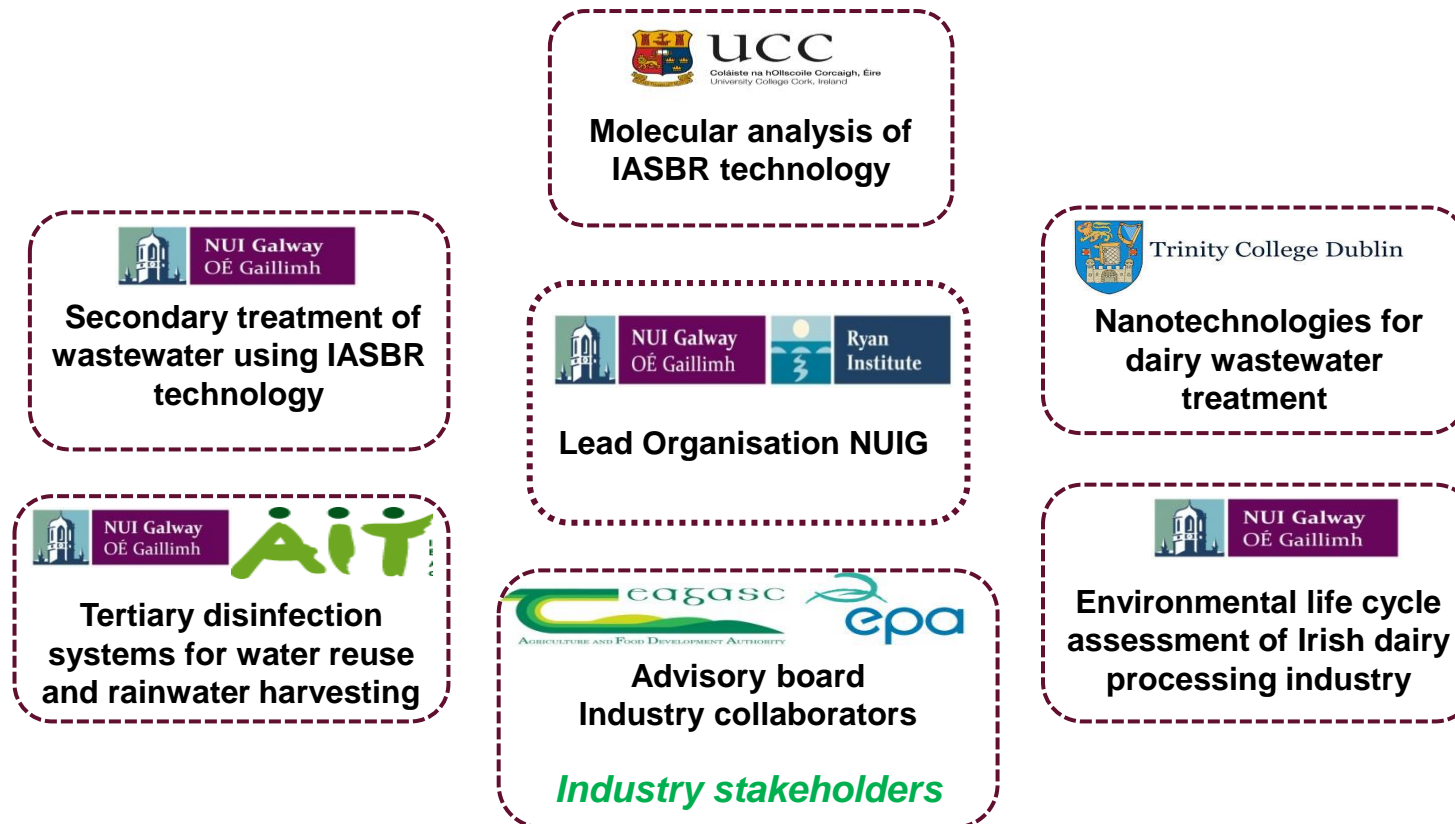 UCC
Coláiste na hOllscoile Corcaigh, Éire
University College Cork, Ireland
Molecular analysis of
IASBR technology
NUI Galway
OÉ Gaillimh
Secondary treatment of
wastewater using IASBR
technology
NUI Galway
OÉ Gaillimh
Ryan
Institute
Lead Organisation NUIG
Trinity College Dublin
Nanotechnologies for
dairy wastewater
treatment
NUI Galway
OÉ Gaillimh
AiT
Tertiary disinfection
systems for water reuse
and rainwater harvesting
eagasc
AGRICULTURE AND FOOD DEVELOPMENT AUTHORITY
epa
Advisory board
Industry collaborators
Industry stakeholders
NUI Galway
OÉ Gaillimh
Environmental life cycle
assessment of Irish dairy
processing industry